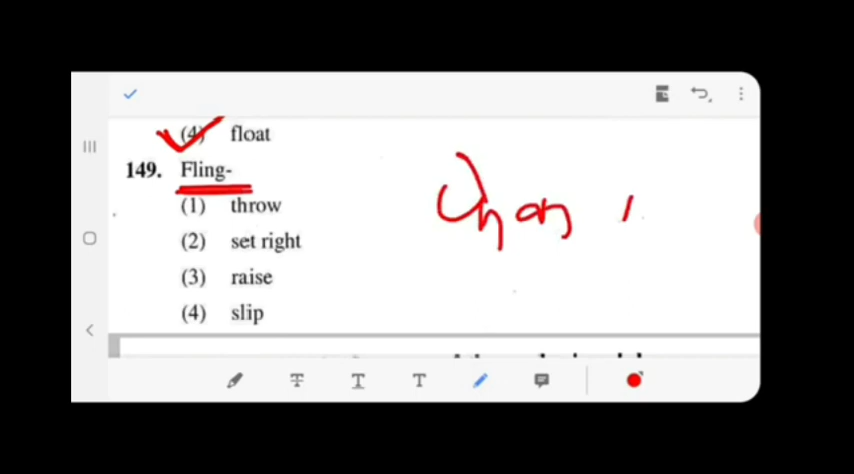 (4) float
149. Fling-
(1) throw
(2) set right
(3) raise
(4) slip
T T T